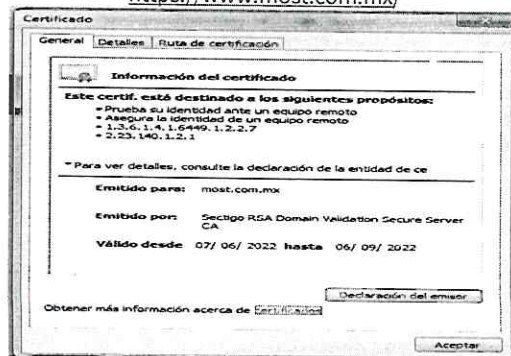 https://www.most.com.mx/
Certificado
General Detalles Ruta de certificación
Información del certificado
Este certif. está destinado a los siguientes propósitos:
• Prueba su identidad ante un equipo remoto
• Asegura la identidad de un equipo remoto
• 1.3.6.1.4.1.6449.1.2.2.7
• 2.23.140.1.2.1
* Para ver detalles, consulte la declaración de la entidad de ce
Emitido para: most.com.mx
Emitido por: Sectigo RSA Domain Validation Secure Server
CA
Válido desde 07/ 06/ 2022 hasta 06/ 09/ 2022
Declaración del emisor
Obtener más información acerca de Certificados
Aceptar